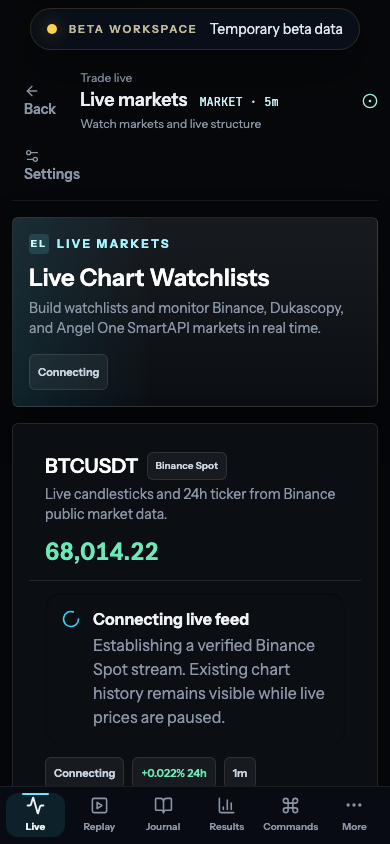 BETA WORKSPACE Temporary beta data
Trade live
Back
Live markets MARKET · 5m
Watch markets and live structure
Settings
EL LIVE MARKETS
Live Chart Watchlists
Build watchlists and monitor Binance, Dukascopy,
and Angel One SmartAPI markets in real time.
Connecting
BTCUSDT Binance Spot
Live candlesticks and 24h ticker from Binance
public market data.
68,014.22
Connecting live feed
Establishing a verified Binance
Spot stream. Existing chart
history remains visible while live
prices are paused.
Connecting +0.022% 24h 1m
Live Replay Journal Results Commands More